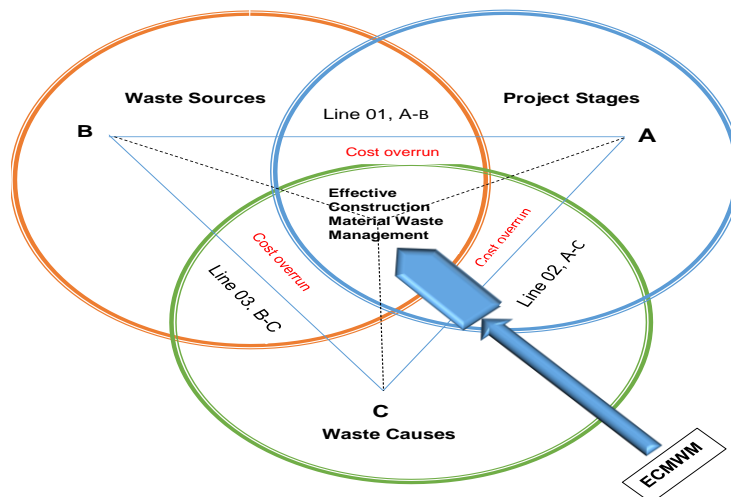 Waste Sources
Project Stages
Line 01, A-B
B
A
Cost overrun
Effective
Construction
Material Waste
Management
Cost overrun
Cost overrun
Line 03, B-C
Line 02, A-C
C
Waste Causes
ECMWM